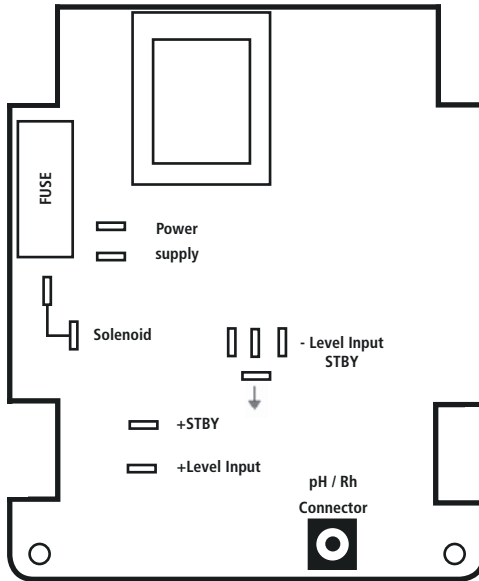 FUSE
Power
supply
Solenoid
- Level Input
STBY
+STBY
+Level Input
pH / Rh
Connector